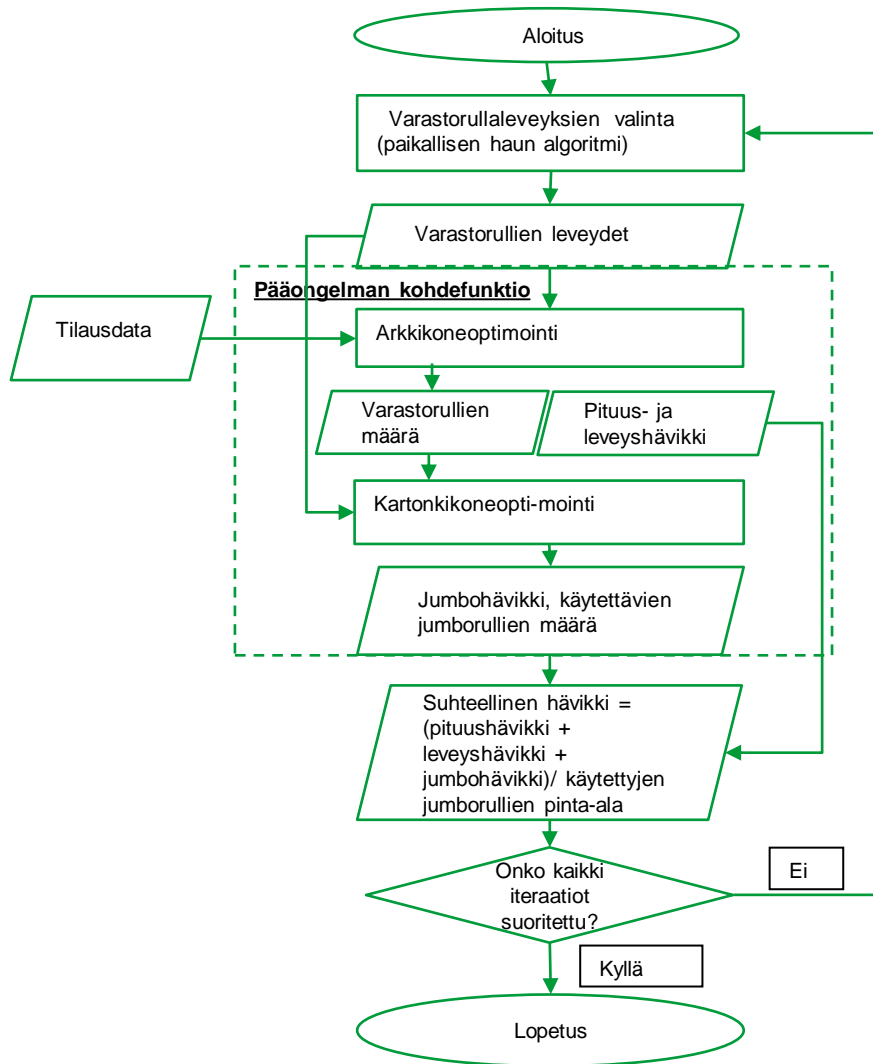 Aloitus
Varastorullaleveyksien valinta
(paikallisen haun algoritmi)
Varastorullien leveydet
Pääongelman kohdefunktio
Tilausdata
Arkkikoneoptimointi
Varastorullien
määrä
Pituus- ja
leveyshävikki
Kartonkikoneopti-mointi
Jumbohävikki, käytettävien
jumborullien määrä
Suhteellinen hävikki =
(pituushävikki +
leveyshävikki +
jumbohävikki)/ käytettyjen
jumborullien pinta-ala
Onko kaikki
iteraatiot
suoritettu?
Ei
Kyllä
Lopetus